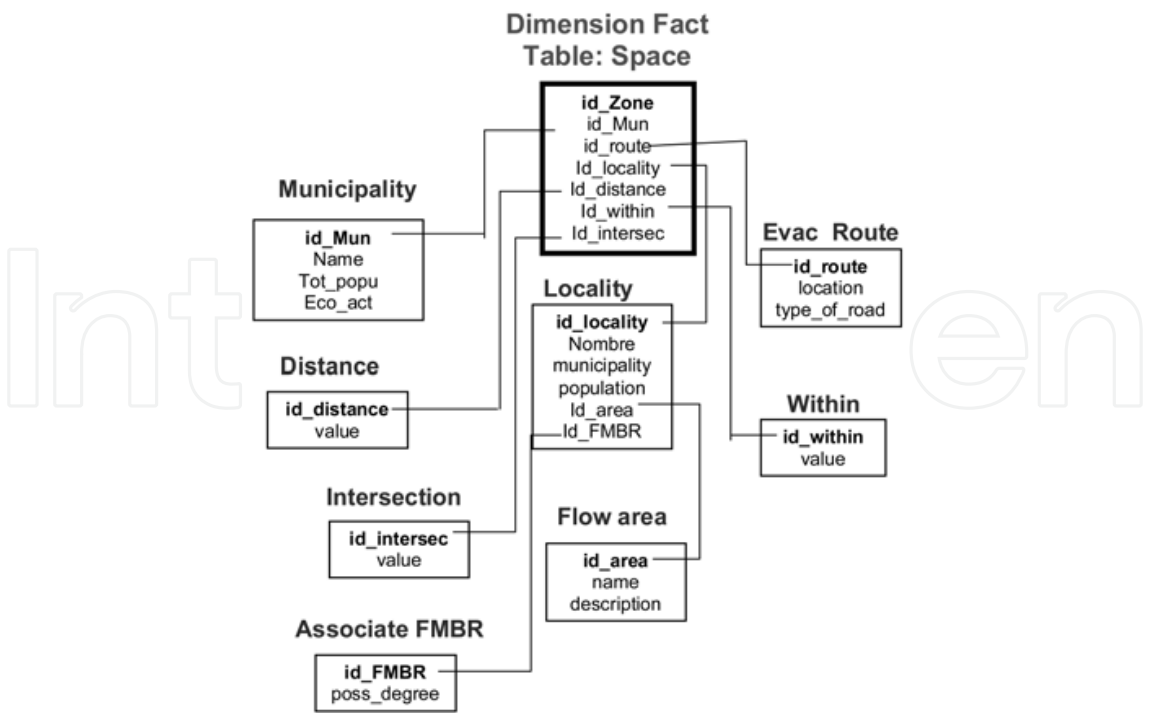 Dimension Fact
Table: Space
id_Zone
id_Mun
id_route
Id_locality
Id_distance
Id_within
Id_intersec
Municipality
id_Mun
Name
Tot_popu
Eco_act
Evac Route
id_route
location
type_of_road
Locality
id_locality
Nombre
municipality
population
Id_area
Id_FMBR
Distance
id_distance
value
Within
id_within
value
Intersection
id_intersec
value
Flow area
id_area
name
description
Associate FMBR
id_FMBR
poss_degree
Int
en